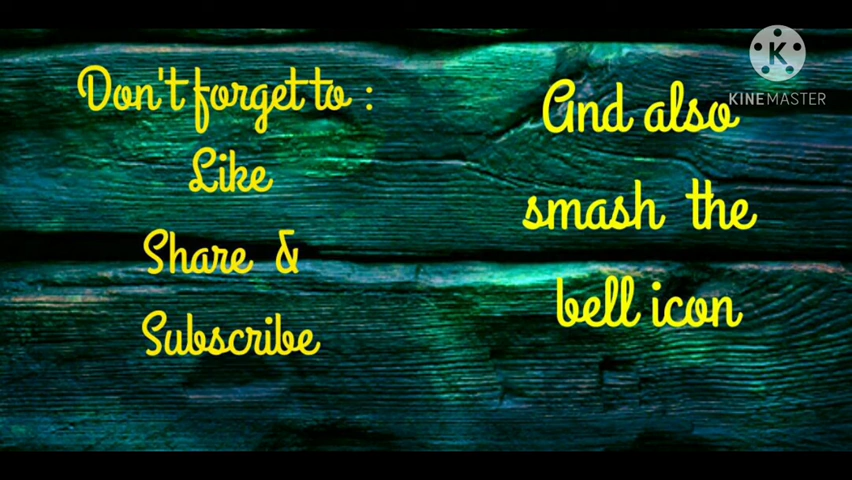 Don't forget to :
Like
Share &
Subscribe
And also
smash the
bell icon
K
KINEMASTER